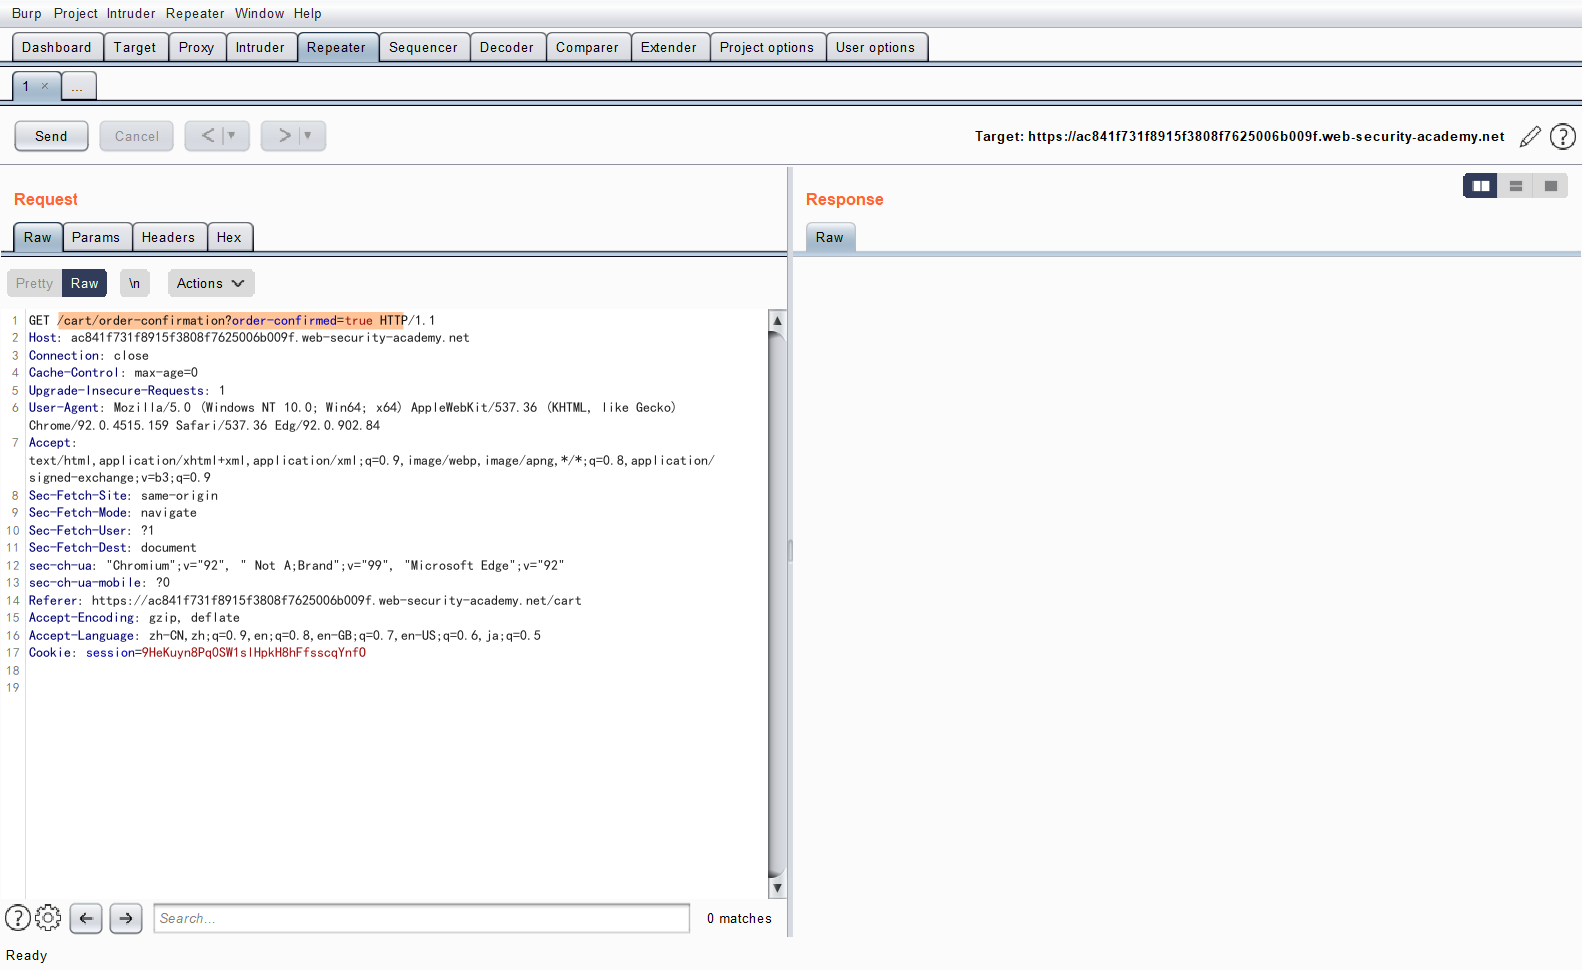 Burp Project Intruder Repeater Window Help
Dashboard Target Proxy Intruder Repeater Sequencer Decoder Comparer Extender Project options User options
1 × ...
Send Cancel < ▼ > ▼ Target: https://ac841f731f8915f3808f7625006b009f.web-security-academy.net ?
Request
Raw Params Headers Hex
Pretty Raw \n Actions
1 GET /cart/order-confirmation?order-confirmed=true HTTP/1.1
2 Host: ac841f731f8915f3808f7625006b009f.web-security-academy.net
3 Connection: close
4 Cache-Control: max-age=0
5 Upgrade-Insecure-Requests: 1
6 User-Agent: Mozilla/5.0 (Windows NT 10.0; Win64; x64) AppleWebKit/537.36 (KHTML, like Gecko)
Chrome/92.0.4515.159 Safari/537.36 Edg/92.0.902.84
7 Accept:
text/html,application/xhtml+xml,application/xml;q=0.9,image/webp,image/apng,*/*;q=0.8,application/
signed-exchange;v=b3;q=0.9
8 Sec-Fetch-Site: same-origin
9 Sec-Fetch-Mode: navigate
10 Sec-Fetch-User: ?1
11 Sec-Fetch-Dest: document
12 sec-ch-ua: "Chromium";v="92", " Not A;Brand";v="99", "Microsoft Edge";v="92"
13 sec-ch-ua-mobile: ?0
14 Referer: https://ac841f731f8915f3808f7625006b009f.web-security-academy.net/cart
15 Accept-Encoding: gzip, deflate
16 Accept-Language: zh-CN,zh;q=0.9,en;q=0.8,en-GB;q=0.7,en-US;q=0.6,ja;q=0.5
17 Cookie: session=9HeKuyn8PqOSW1slHpkH8hFfsscqYnfO
18
19
? Search... 0 matches
Response
Raw
Ready